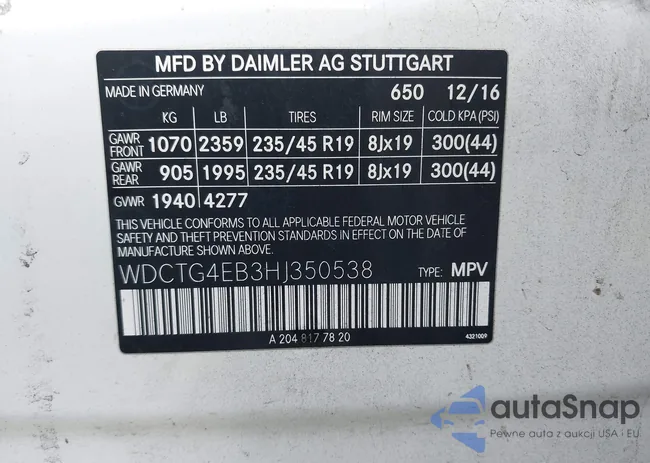 MFD BY DAIMLER AG STUTTGART
MADE IN GERMANY 650 12/16
KG LB TIRES RIM SIZE COLD KPA (PSI)
GAWR FRONT 1070 2359 235/45 R19 8Jx19 300(44)
GAWR REAR 905 1995 235/45 R19 8Jx19 300(44)
GVWR 1940 4277
THIS VEHICLE CONFORMS TO ALL APPLICABLE FEDERAL MOTOR VEHICLE
SAFETY AND THEFT PREVENTION STANDARDS IN EFFECT ON THE DATE
OF MANUFACTURE SHOWN ABOVE.
WDCTG4EB3HJ350538 TYPE: MPV
A 204 817 78 20 4321009
autaSnap
Pewne auta z aukcji USA i EU